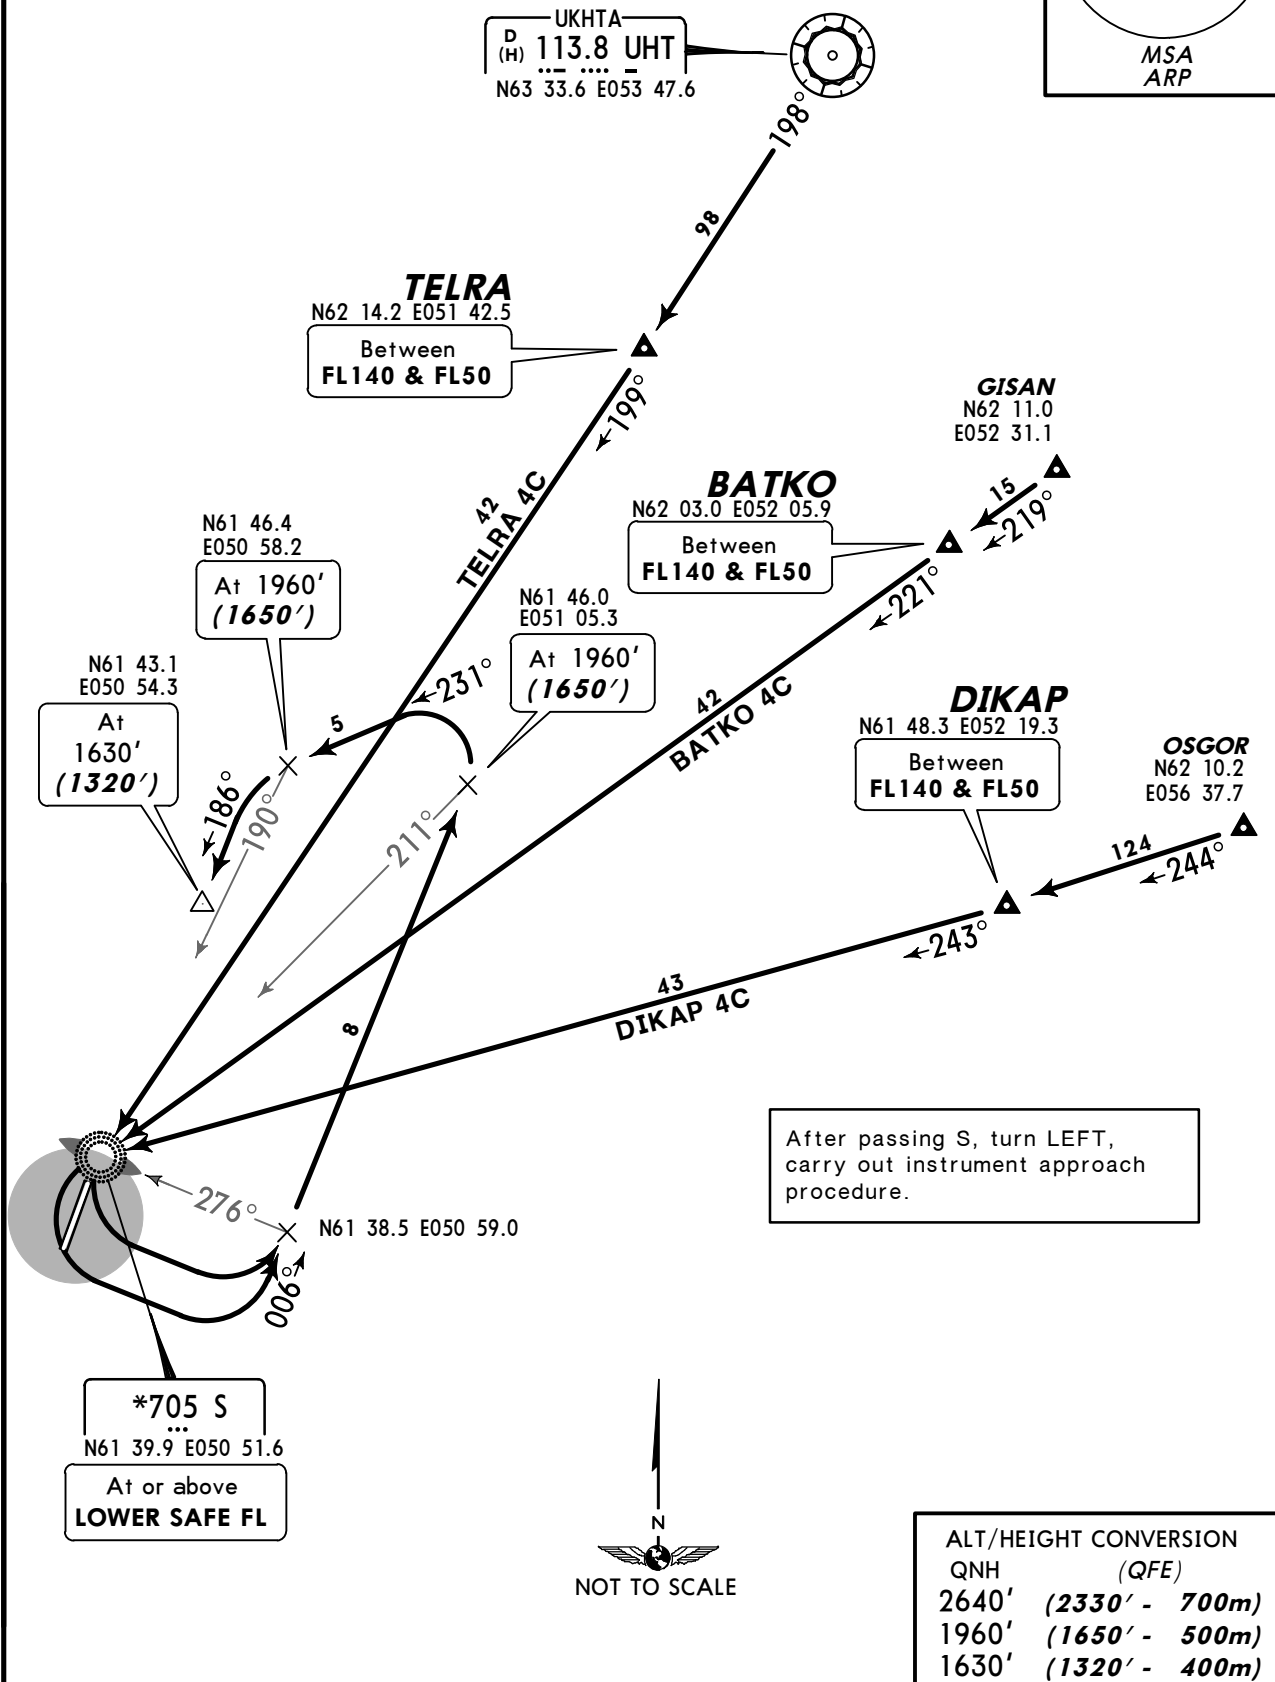 UKHTA
D
(H) 113.8 UHT
N63 33.6 E053 47.6
MSA
ARP
198°
98
TELRA
N62 14.2 E051 42.5
Between
FL140 & FL50
199°
GISAN
N62 11.0
E052 31.1
15
219°
BATKO
N62 03.0 E052 05.9
Between
FL140 & FL50
221°
42
TELRA 4C
N61 46.4
E050 58.2
At 1960'
(1650')
N61 46.0
E051 05.3
At 1960'
(1650')
231°
5
N61 43.1
E050 54.3
At
1630'
(1320')
186°
190°
211°
42
BATKO 4C
DIKAP
N61 48.3 E052 19.3
Between
FL140 & FL50
OSGOR
N62 10.2
E056 37.7
124
244°
243°
43
DIKAP 4C
8
After passing S, turn LEFT,
carry out instrument approach
procedure.
276°
N61 38.5 E050 59.0
006°
*705 S
N61 39.9 E050 51.6
At or above
LOWER SAFE FL
N
NOT TO SCALE
ALT/HEIGHT CONVERSION
QNH (QFE)
2640' (2330' - 700m)
1960' (1650' - 500m)
1630' (1320' - 400m)